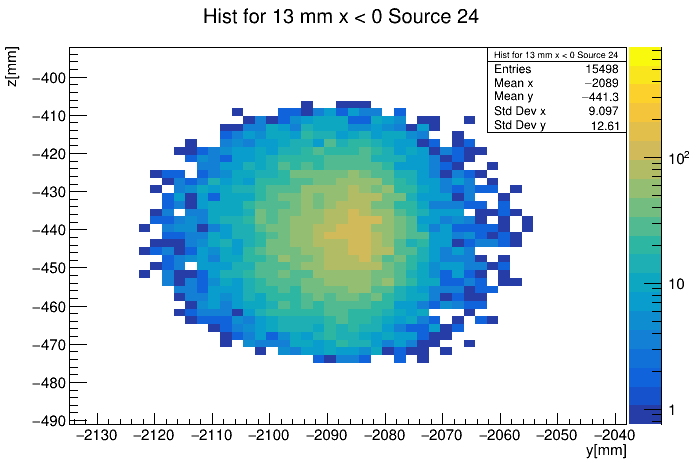 Hist for 13 mm x < 0 Source 24
z[mm]
Hist for 13 mm x < 0 Source 24
Entries 15498
Mean x −2089
Mean y −441.3
Std Dev x 9.097
Std Dev y 12.61
−400
−410
−420
−430
−440
−450
−460
−470
−480
−490
10²
10
1
−2130 −2120 −2110 −2100 −2090 −2080 −2070 −2060 −2050 −2040
y[mm]